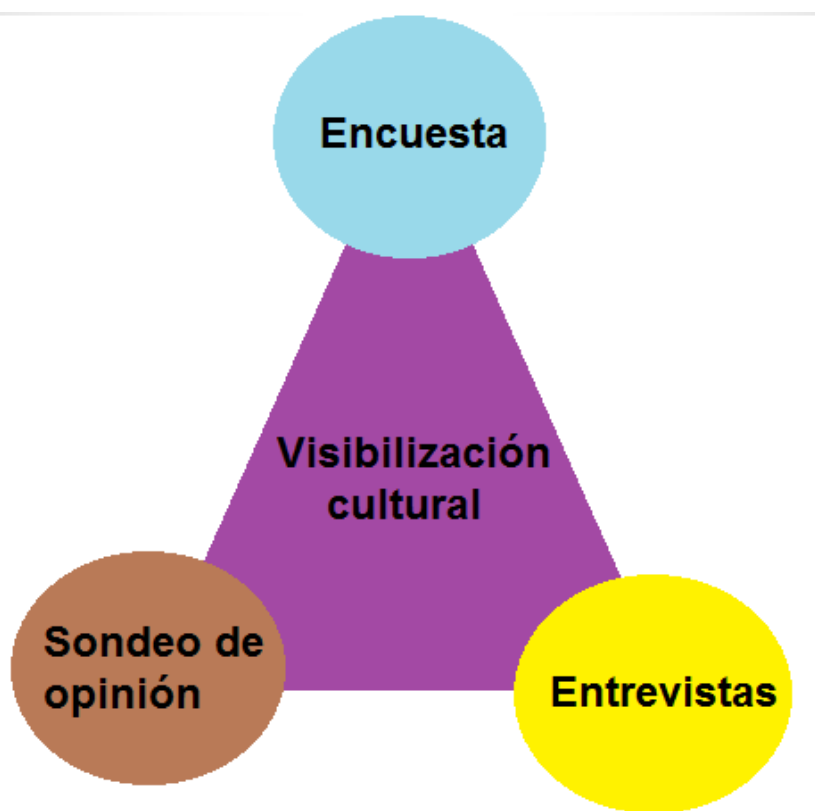 Encuesta
Visibilización
cultural
Sondeo de
opinión
Entrevistas